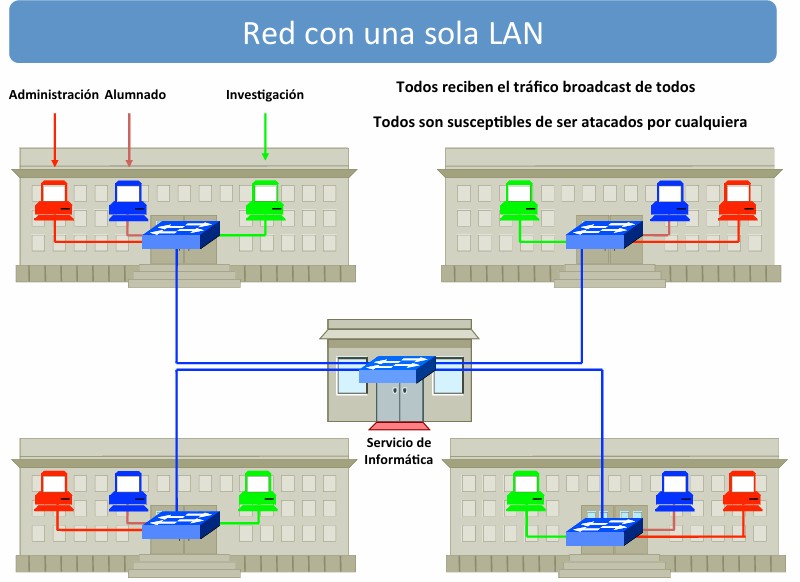 Red con una sola LAN
Todos reciben el tráfico broadcast de todos
Administración Alumnado Investigación
Todos son susceptibles de ser atacados por cualquiera
Servicio de
Informática